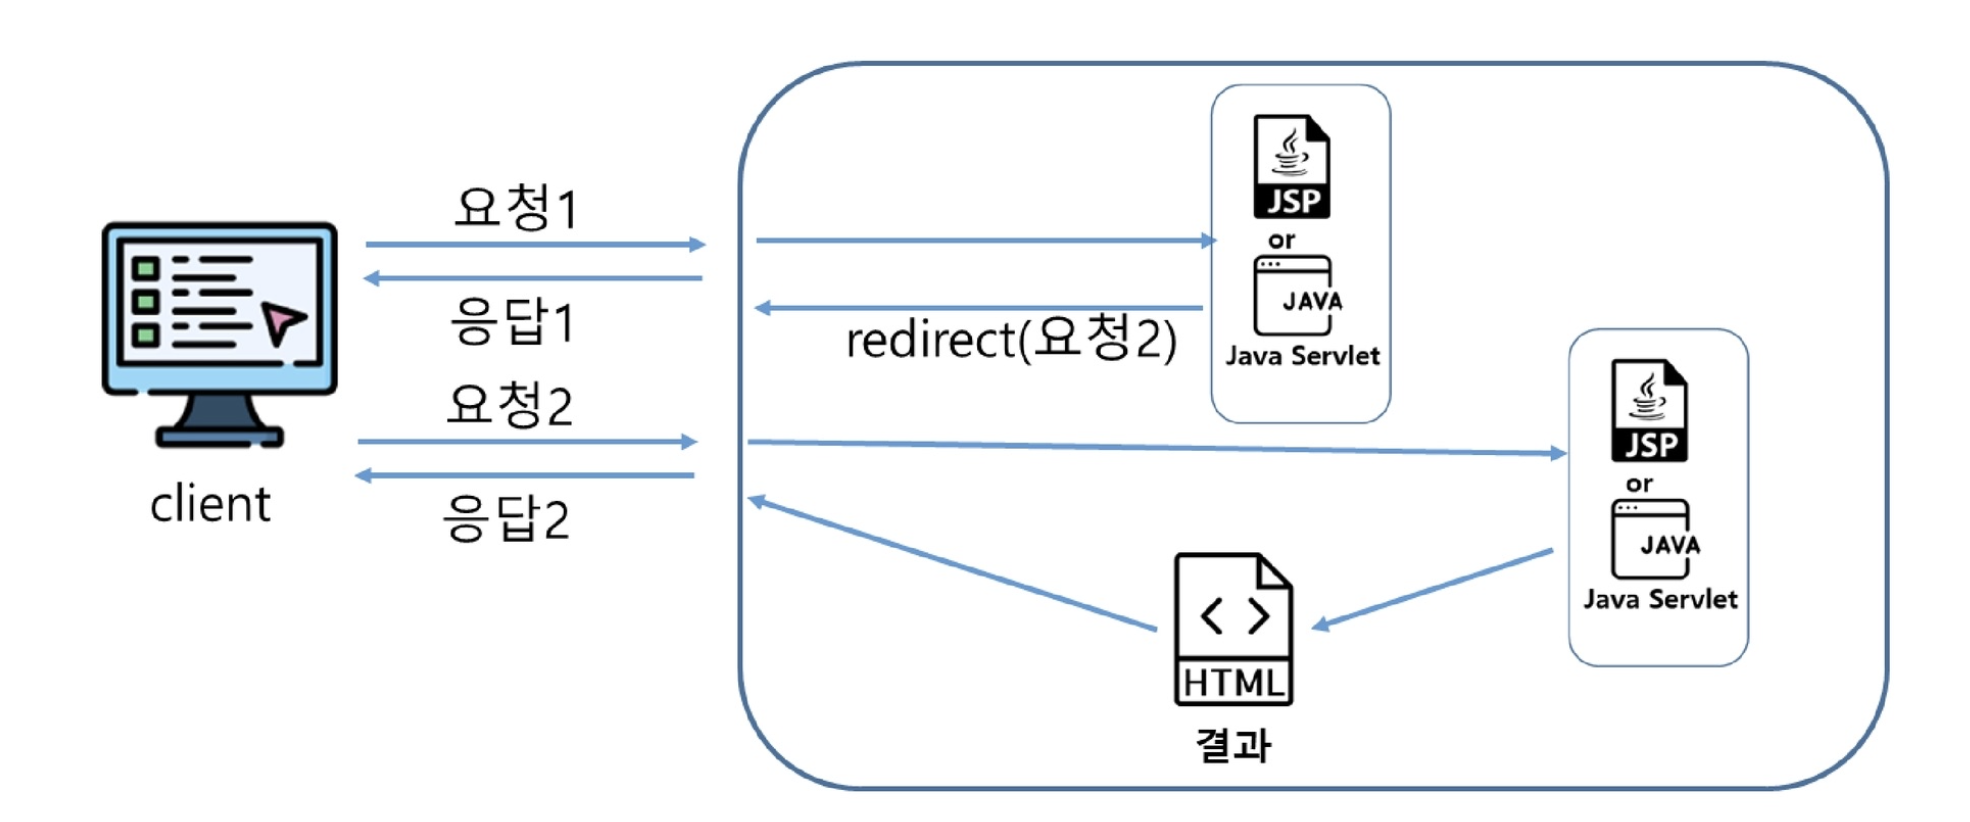 요청1
응답1
요청2
응답2
client
redirect(요청2)
JSP
or
JAVA
Java Servlet
JSP
or
JAVA
Java Servlet
< >
HTML
결과